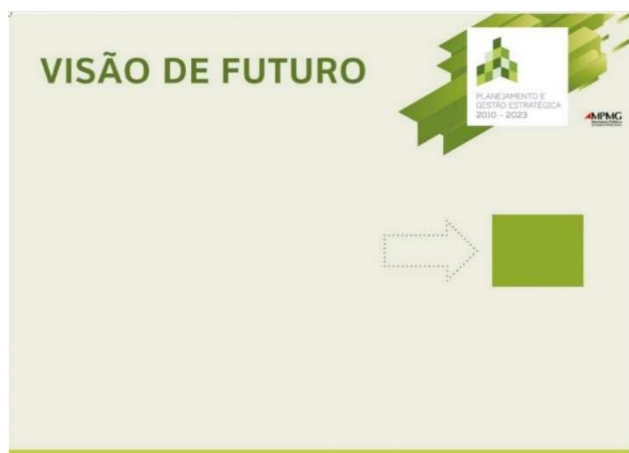 VISÃO DE FUTURO
PLANEJAMENTO E
GESTÃO ESTRATÉGICA
2010 - 2023
MPMG